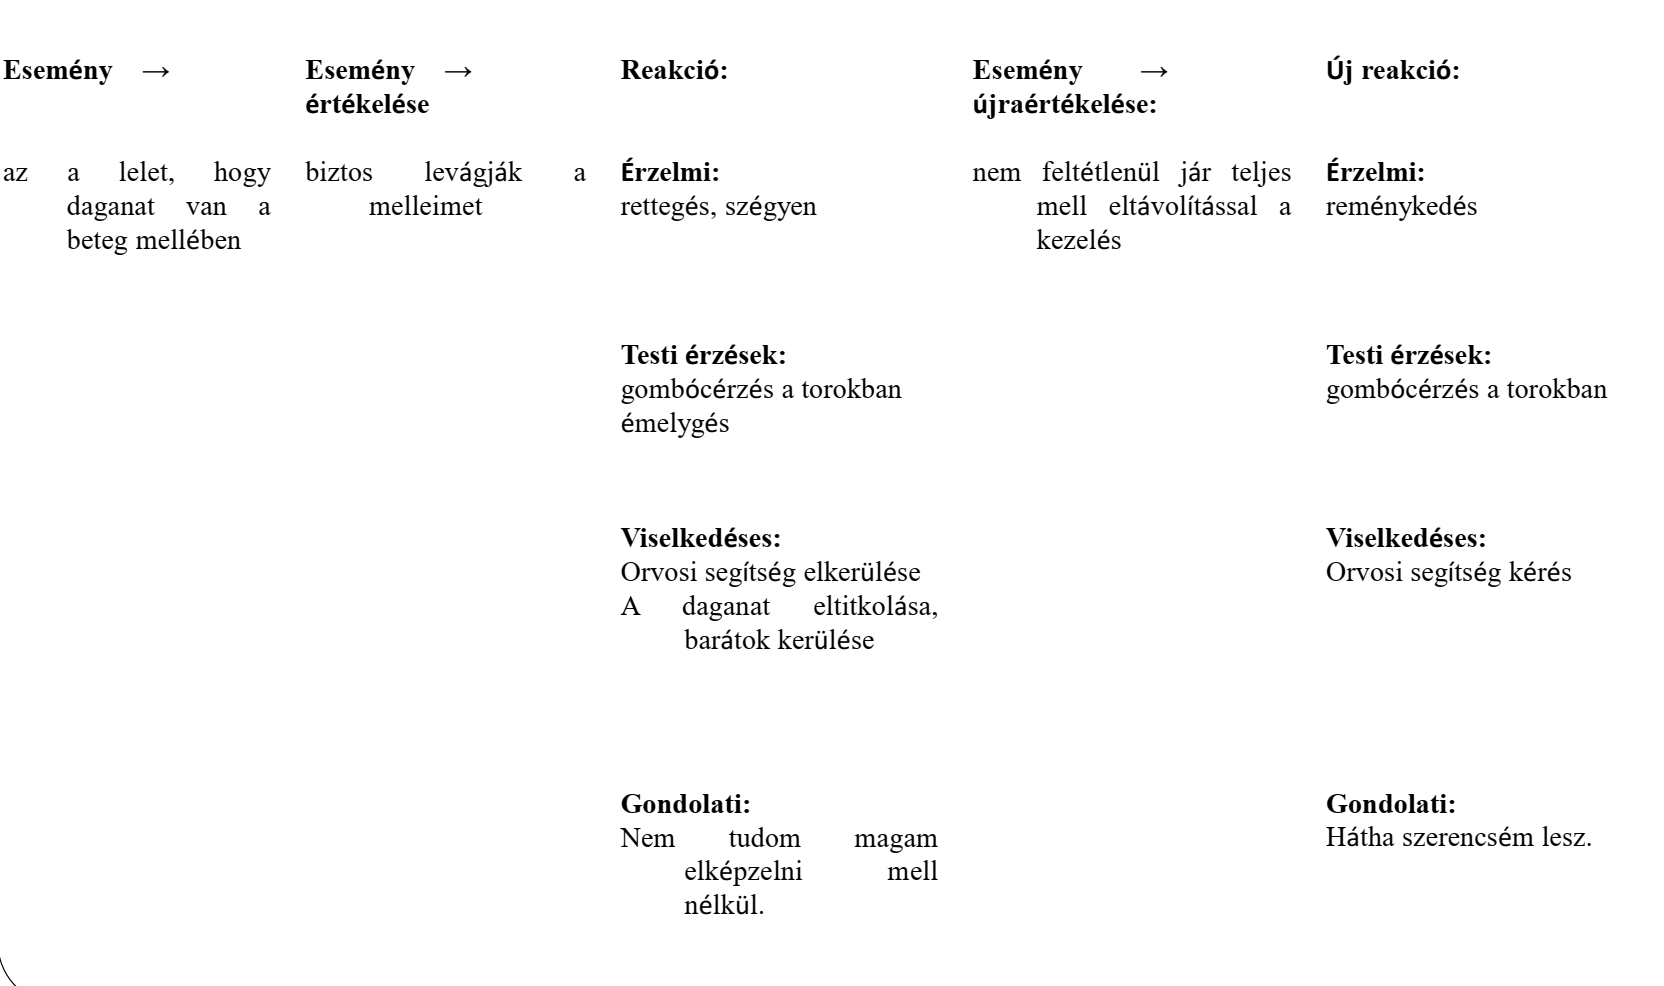 Esemény →
Esemény →
értékelése
Reakció:
Esemény →
újraértékelése:
Új reakció:
az a lelet, hogy
daganat van a
beteg mellében
biztos levágják a
melleimet
Érzelmi:
rettegés, szégyen
nem feltétlenül jár teljes
mell eltávolítással a
kezelés
Érzelmi:
reménykedés
Testi érzések:
gombócérzés a torokban
émelygés
Testi érzések:
gombócérzés a torokban
Viselkedéses:
Orvosi segítség elkerülése
A daganat eltitkolása,
barátok kerülése
Viselkedéses:
Orvosi segítség kérés
Gondolati:
Nem tudom magam
elképzelni mell
nélkül.
Gondolati:
Hátha szerencsém lesz.